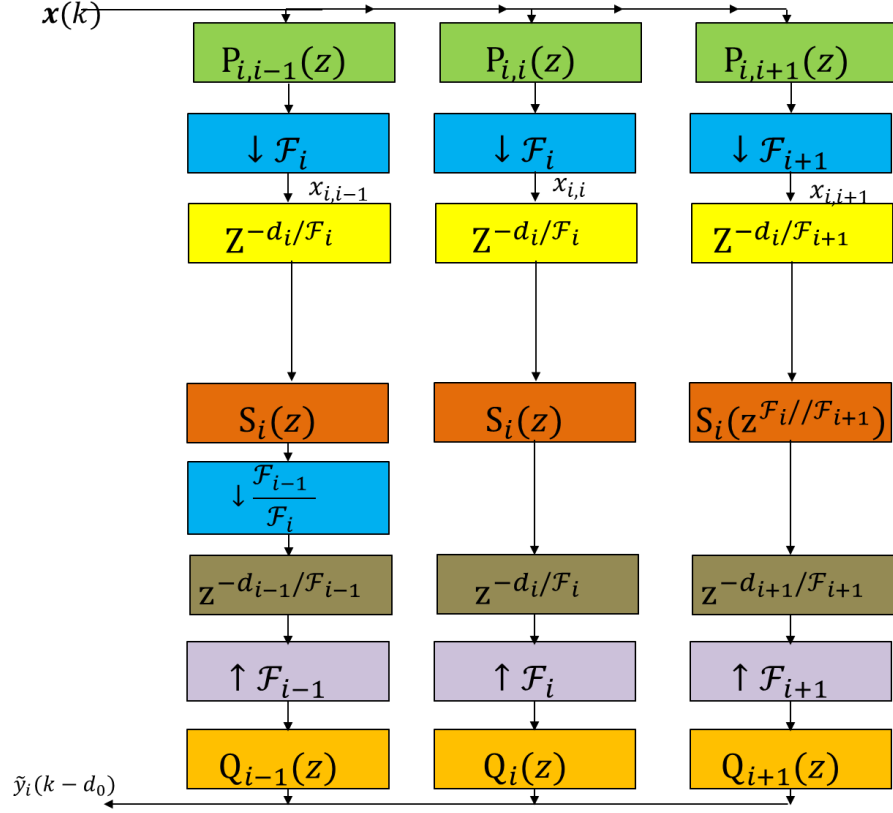 𝒙(k)
P_{i,i−1}(z) P_{i,i}(z) P_{i,i+1}(z)
↓ ℱ_i ↓ ℱ_i ↓ ℱ_{i+1}
x_{i,i−1} x_{i,i} x_{i,i+1}
Z^{−d_i/ℱ_i} Z^{−d_i/ℱ_i} Z^{−d_i/ℱ_{i+1}}
S_i(z) S_i(z) S_i(z^{ℱ_i//ℱ_{i+1}})
↓ ℱ_{i−1}/ℱ_i
z^{−d_{i−1}/ℱ_{i−1}} z^{−d_i/ℱ_i} z^{−d_{i+1}/ℱ_{i+1}}
↑ ℱ_{i−1} ↑ ℱ_i ↑ ℱ_{i+1}
Q_{i−1}(z) Q_i(z) Q_{i+1}(z)
ỹ_i(k − d_0)